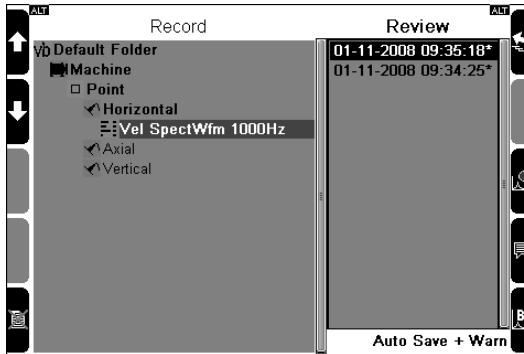 ALT
ALT
Record
Review
Default Folder
Machine
Point
Horizontal
Vel SpectWfm 1000Hz
Axial
Vertical
01-11-2008 09:35:18*
01-11-2008 09:34:25*
Auto Save + Warn